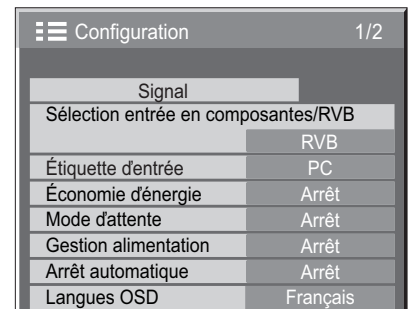 Configuration 1/2
Signal
Sélection entrée en composantes/RVB
RVB
Étiquette d'entrée PC
Économie d'énergie Arrêt
Mode d'attente Arrêt
Gestion alimentation Arrêt
Arrêt automatique Arrêt
Langues OSD Français